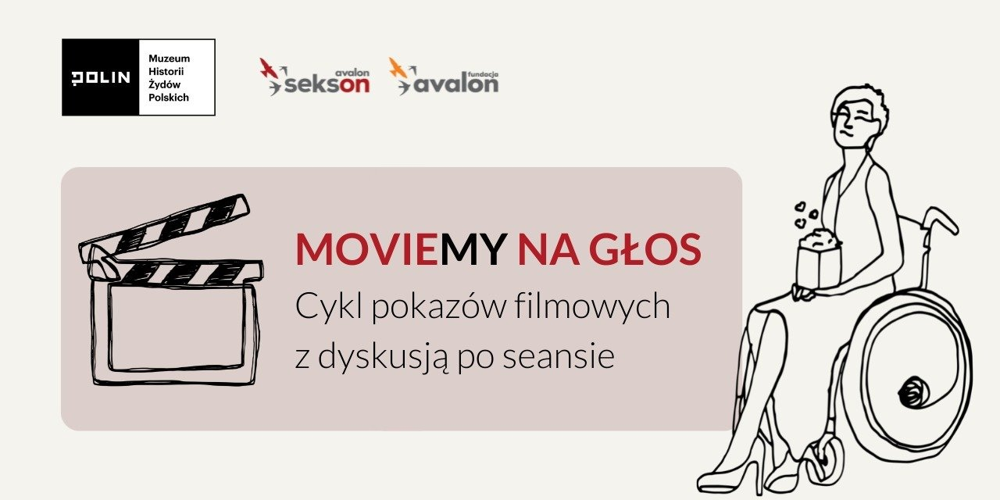 POLIN
Muzeum
Historii
Żydów
Polskich
avalon
sekson
fundacja
avalon
MOVIEMY NA GŁOS
Cykl pokazów filmowych
z dyskusją po seansie